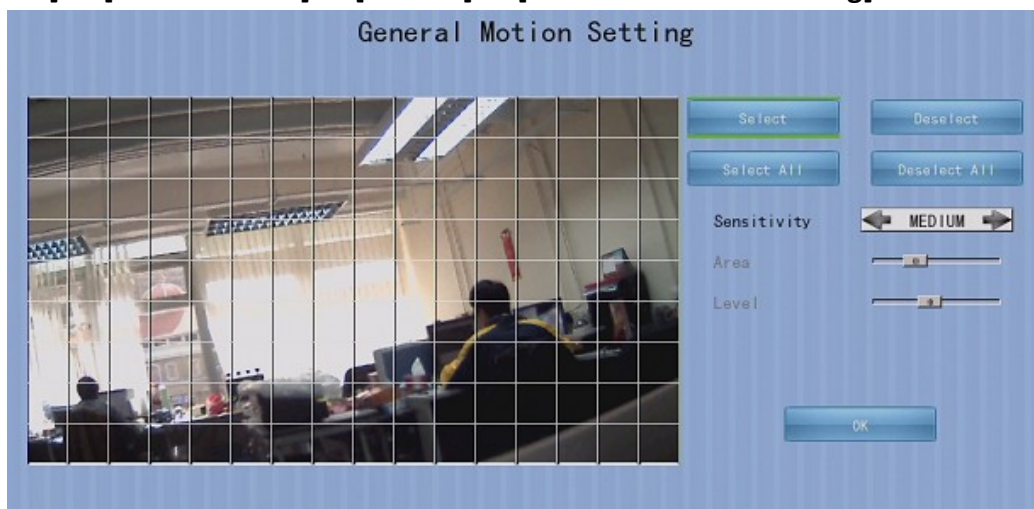 General Motion Setting
Select
Deselect
Select All
Deselect All
Sensitivity
MEDIUM
Area
Level
OK